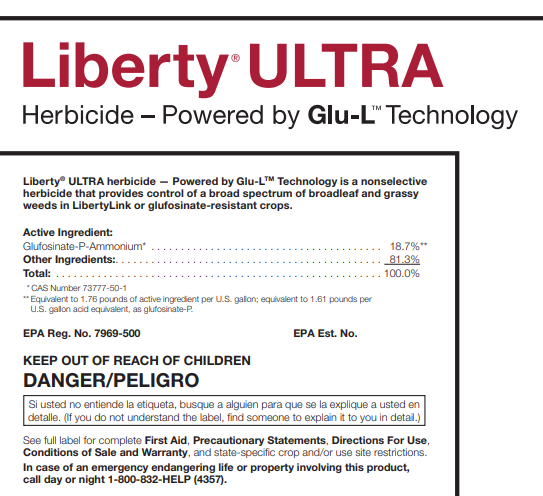 Liberty® ULTRA
Herbicide – Powered by Glu-L™ Technology
Liberty® ULTRA herbicide — Powered by Glu-L™ Technology is a nonselective
herbicide that provides control of a broad spectrum of broadleaf and grassy
weeds in LibertyLink or glufosinate-resistant crops.
Active Ingredient:
Glufosinate-P-Ammonium* . . . . . . . . . . . . . . . . . . . . . . . . . . . . . . . . . . . . . . . . 18.7%**
Other Ingredients:. . . . . . . . . . . . . . . . . . . . . . . . . . . . . . . . . . . . . . . . . . . . . 81.3%
Total: . . . . . . . . . . . . . . . . . . . . . . . . . . . . . . . . . . . . . . . . . . . . . . . . . . . . . . 100.0%
* CAS Number 73777-50-1
** Equivalent to 1.76 pounds of active ingredient per U.S. gallon; equivalent to 1.61 pounds per
U.S. gallon acid equivalent, as glufosinate-P.
EPA Reg. No. 7969-500 EPA Est. No.
KEEP OUT OF REACH OF CHILDREN
DANGER/PELIGRO
Si usted no entiende la etiqueta, busque a alguien para que se la explique a usted en
detalle. (If you do not understand the label, find someone to explain it to you in detail.)
See full label for complete First Aid, Precautionary Statements, Directions For Use,
Conditions of Sale and Warranty, and state-specific crop and/or use site restrictions.
In case of an emergency endangering life or property involving this product,
call day or night 1-800-832-HELP (4357).